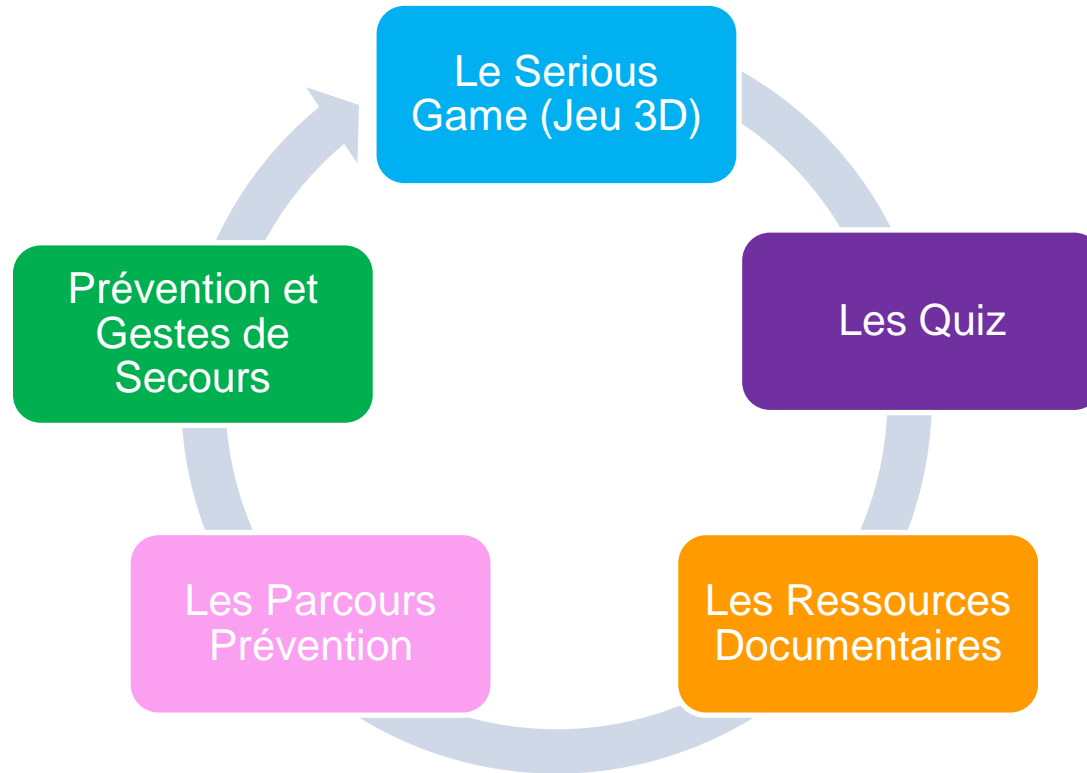 Le Serious
Game (Jeu 3D)
Les Quiz
Les Ressources
Documentaires
Les Parcours
Prévention
Prévention et
Gestes de
Secours